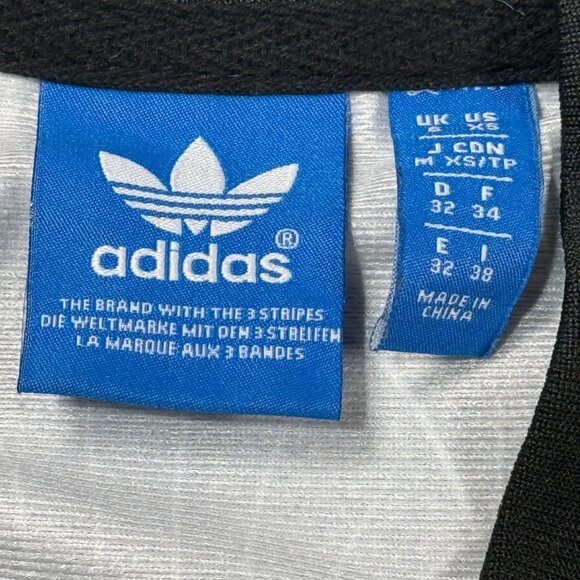 adidas®
THE BRAND WITH THE 3 STRIPES
DIE WELTMARKE MIT DEN 3 STREIFEN
LA MARQUE AUX 3 BANDES
UK US
6 XS
J CDN
M XS/TP
D F
32 34
E I
32 38
MADE IN
CHINA